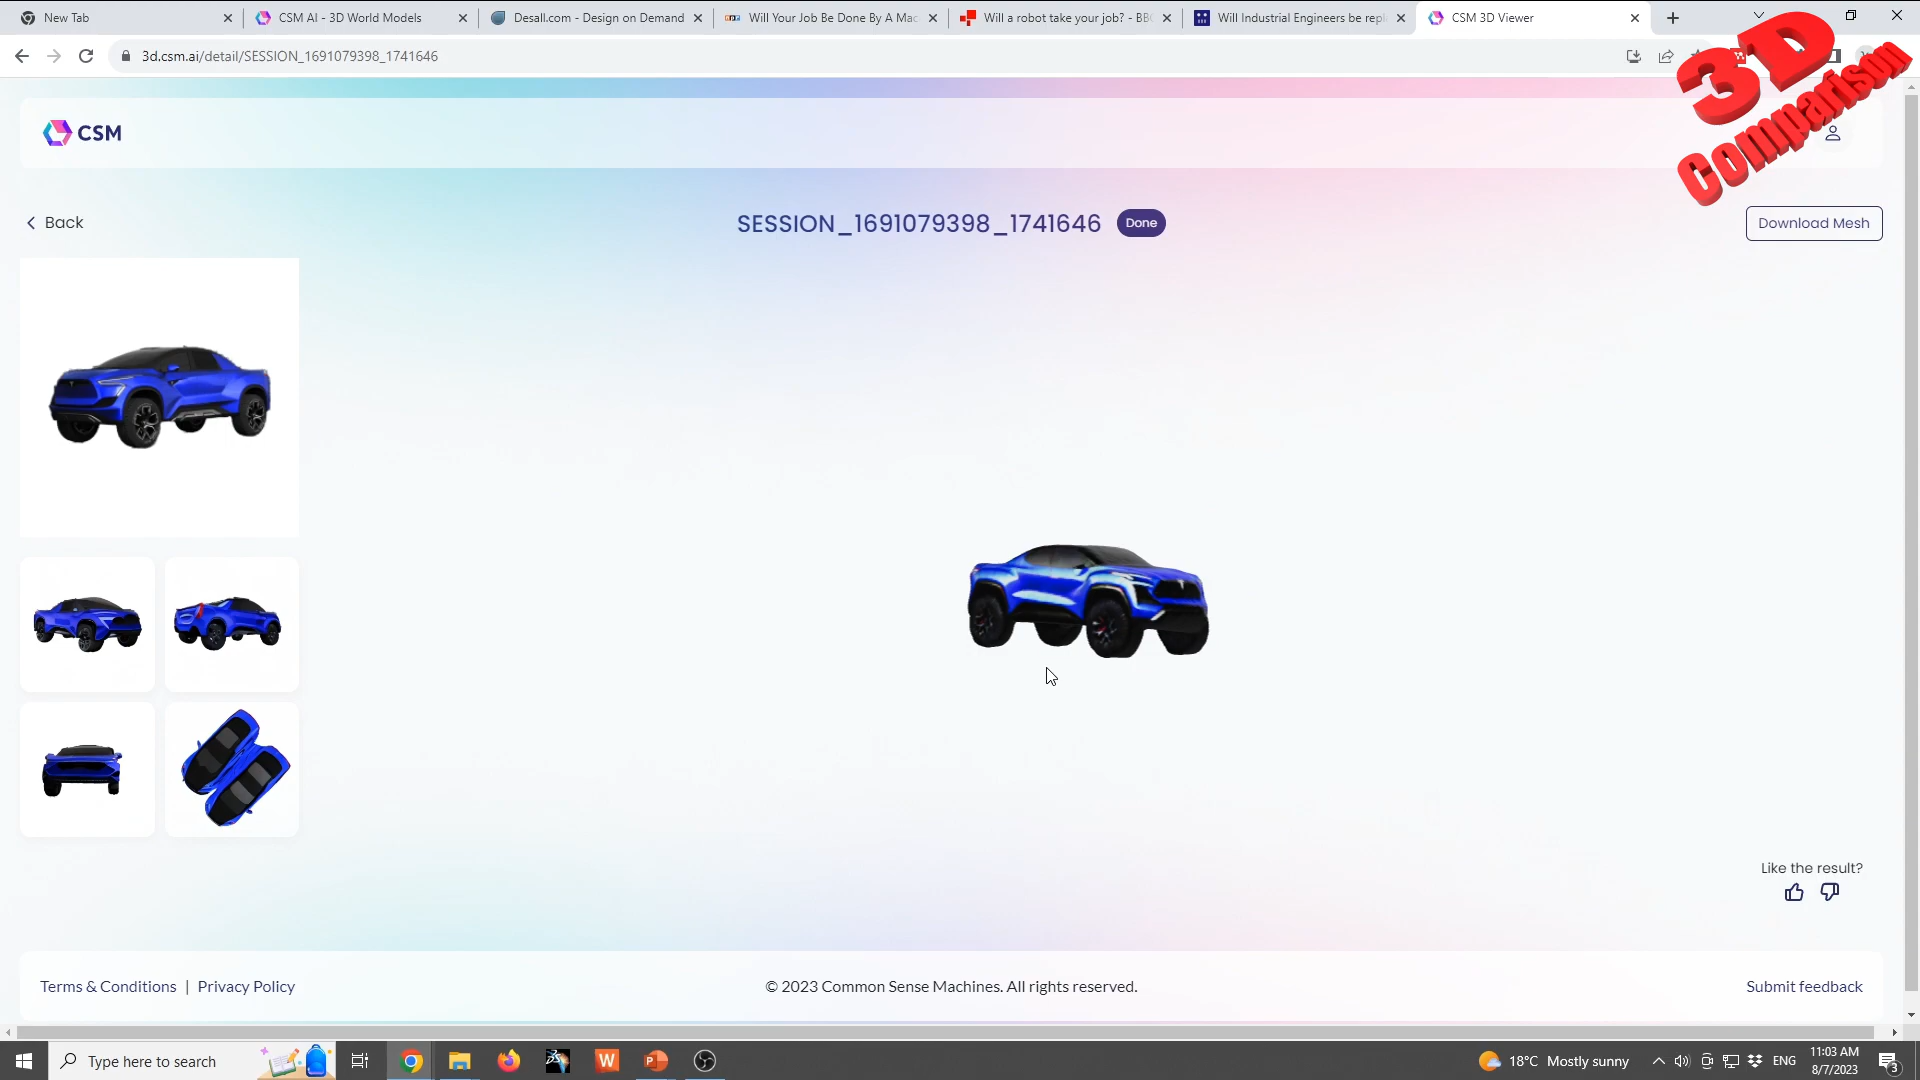 New Tab
CSM AI - 3D World Models
Desall.com - Design on Demand
Will Your Job Be Done By A Mac
Will a robot take your job? - BBC
Will Industrial Engineers be repl
CSM 3D Viewer
3d.csm.ai/detail/SESSION_1691079398_1741646
3D
Comparison
CSM
Back
SESSION_1691079398_1741646
Done
Download Mesh
Like the result?
Terms & Conditions | Privacy Policy
© 2023 Common Sense Machines. All rights reserved.
Submit feedback
Type here to search
18°C Mostly sunny
ENG
11:03 AM
8/7/2023
3